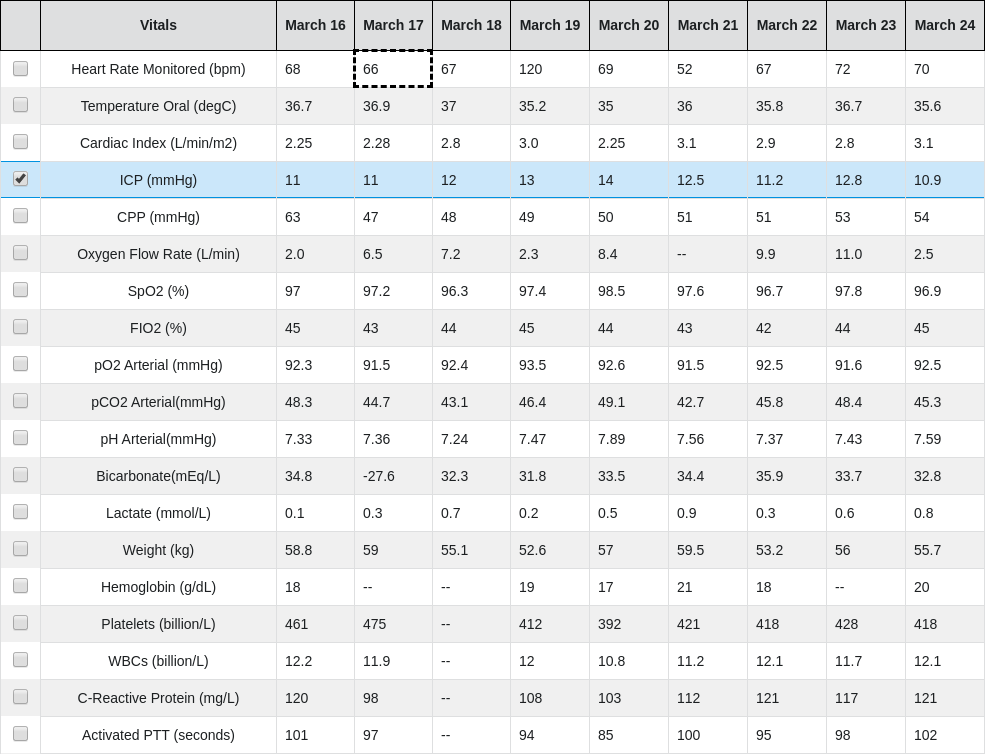 Vitals March 16 March 17 March 18 March 19 March 20 March 21 March 22 March 23 March 24
Heart Rate Monitored (bpm) 68 66 67 120 69 52 67 72 70
Temperature Oral (degC) 36.7 36.9 37 35.2 35 36 35.8 36.7 35.6
Cardiac Index (L/min/m2) 2.25 2.28 2.8 3.0 2.25 3.1 2.9 2.8 3.1
ICP (mmHg) 11 11 12 13 14 12.5 11.2 12.8 10.9
CPP (mmHg) 63 47 48 49 50 51 51 53 54
Oxygen Flow Rate (L/min) 2.0 6.5 7.2 2.3 8.4 -- 9.9 11.0 2.5
SpO2 (%) 97 97.2 96.3 97.4 98.5 97.6 96.7 97.8 96.9
FIO2 (%) 45 43 44 45 44 43 42 44 45
pO2 Arterial (mmHg) 92.3 91.5 92.4 93.5 92.6 91.5 92.5 91.6 92.5
pCO2 Arterial(mmHg) 48.3 44.7 43.1 46.4 49.1 42.7 45.8 48.4 45.3
pH Arterial(mmHg) 7.33 7.36 7.24 7.47 7.89 7.56 7.37 7.43 7.59
Bicarbonate(mEq/L) 34.8 -27.6 32.3 31.8 33.5 34.4 35.9 33.7 32.8
Lactate (mmol/L) 0.1 0.3 0.7 0.2 0.5 0.9 0.3 0.6 0.8
Weight (kg) 58.8 59 55.1 52.6 57 59.5 53.2 56 55.7
Hemoglobin (g/dL) 18 -- -- 19 17 21 18 -- 20
Platelets (billion/L) 461 475 -- 412 392 421 418 428 418
WBCs (billion/L) 12.2 11.9 -- 12 10.8 11.2 12.1 11.7 12.1
C-Reactive Protein (mg/L) 120 98 -- 108 103 112 121 117 121
Activated PTT (seconds) 101 97 -- 94 85 100 95 98 102